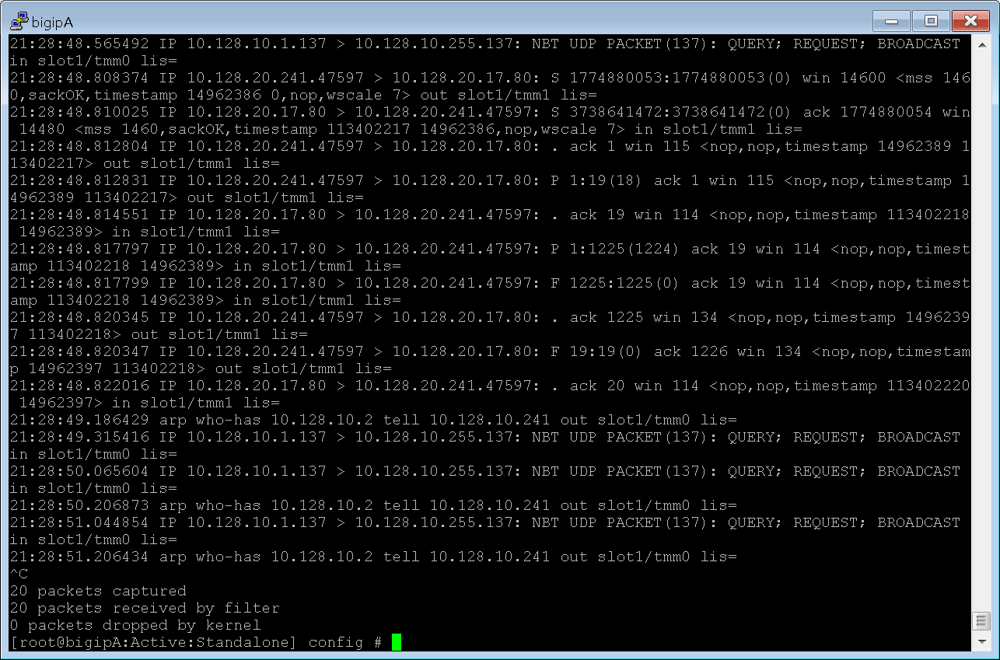 bigipA
21:28:48.565492 IP 10.128.10.1.137 > 10.128.10.255.137: NBT UDP PACKET(137): QUERY; REQUEST; BROADCAST
in slot1/tmm0 lis=
21:28:48.808374 IP 10.128.20.241.47597 > 10.128.20.17.80: S 1774880053:1774880053(0) win 14600 <mss 146
0,sackOK,timestamp 14962386 0,nop,wscale 7> out slot1/tmm1 lis=
21:28:48.810025 IP 10.128.20.17.80 > 10.128.20.241.47597: S 3738641472:3738641472(0) ack 1774880054 win
 14480 <mss 1460,sackOK,timestamp 113402217 14962386,nop,wscale 7> in slot1/tmm1 lis=
21:28:48.812804 IP 10.128.20.241.47597 > 10.128.20.17.80: . ack 1 win 115 <nop,nop,timestamp 14962389 1
13402217> out slot1/tmm1 lis=
21:28:48.812831 IP 10.128.20.241.47597 > 10.128.20.17.80: P 1:19(18) ack 1 win 115 <nop,nop,timestamp 1
4962389 113402217> out slot1/tmm1 lis=
21:28:48.814551 IP 10.128.20.17.80 > 10.128.20.241.47597: . ack 19 win 114 <nop,nop,timestamp 113402218
 14962389> in slot1/tmm1 lis=
21:28:48.817797 IP 10.128.20.17.80 > 10.128.20.241.47597: P 1:1225(1224) ack 19 win 114 <nop,nop,timest
amp 113402218 14962389> in slot1/tmm1 lis=
21:28:48.817799 IP 10.128.20.17.80 > 10.128.20.241.47597: F 1225:1225(0) ack 19 win 114 <nop,nop,timest
amp 113402218 14962389> in slot1/tmm1 lis=
21:28:48.820345 IP 10.128.20.241.47597 > 10.128.20.17.80: . ack 1225 win 134 <nop,nop,timestamp 1496239
7 113402218> out slot1/tmm1 lis=
21:28:48.820347 IP 10.128.20.241.47597 > 10.128.20.17.80: F 19:19(0) ack 1226 win 134 <nop,nop,timestam
p 14962397 113402218> out slot1/tmm1 lis=
21:28:48.822016 IP 10.128.20.17.80 > 10.128.20.241.47597: . ack 20 win 114 <nop,nop,timestamp 113402220
 14962397> in slot1/tmm1 lis=
21:28:49.186429 arp who-has 10.128.10.2 tell 10.128.10.241 out slot1/tmm0 lis=
21:28:49.315416 IP 10.128.10.1.137 > 10.128.10.255.137: NBT UDP PACKET(137): QUERY; REQUEST; BROADCAST
in slot1/tmm0 lis=
21:28:50.065604 IP 10.128.10.1.137 > 10.128.10.255.137: NBT UDP PACKET(137): QUERY; REQUEST; BROADCAST
in slot1/tmm0 lis=
21:28:50.206873 arp who-has 10.128.10.2 tell 10.128.10.241 out slot1/tmm0 lis=
21:28:51.044854 IP 10.128.10.1.137 > 10.128.10.255.137: NBT UDP PACKET(137): QUERY; REQUEST; BROADCAST
in slot1/tmm0 lis=
21:28:51.206434 arp who-has 10.128.10.2 tell 10.128.10.241 out slot1/tmm0 lis=
^C
20 packets captured
20 packets received by filter
0 packets dropped by kernel
[root@bigipA:Active:Standalone] config #